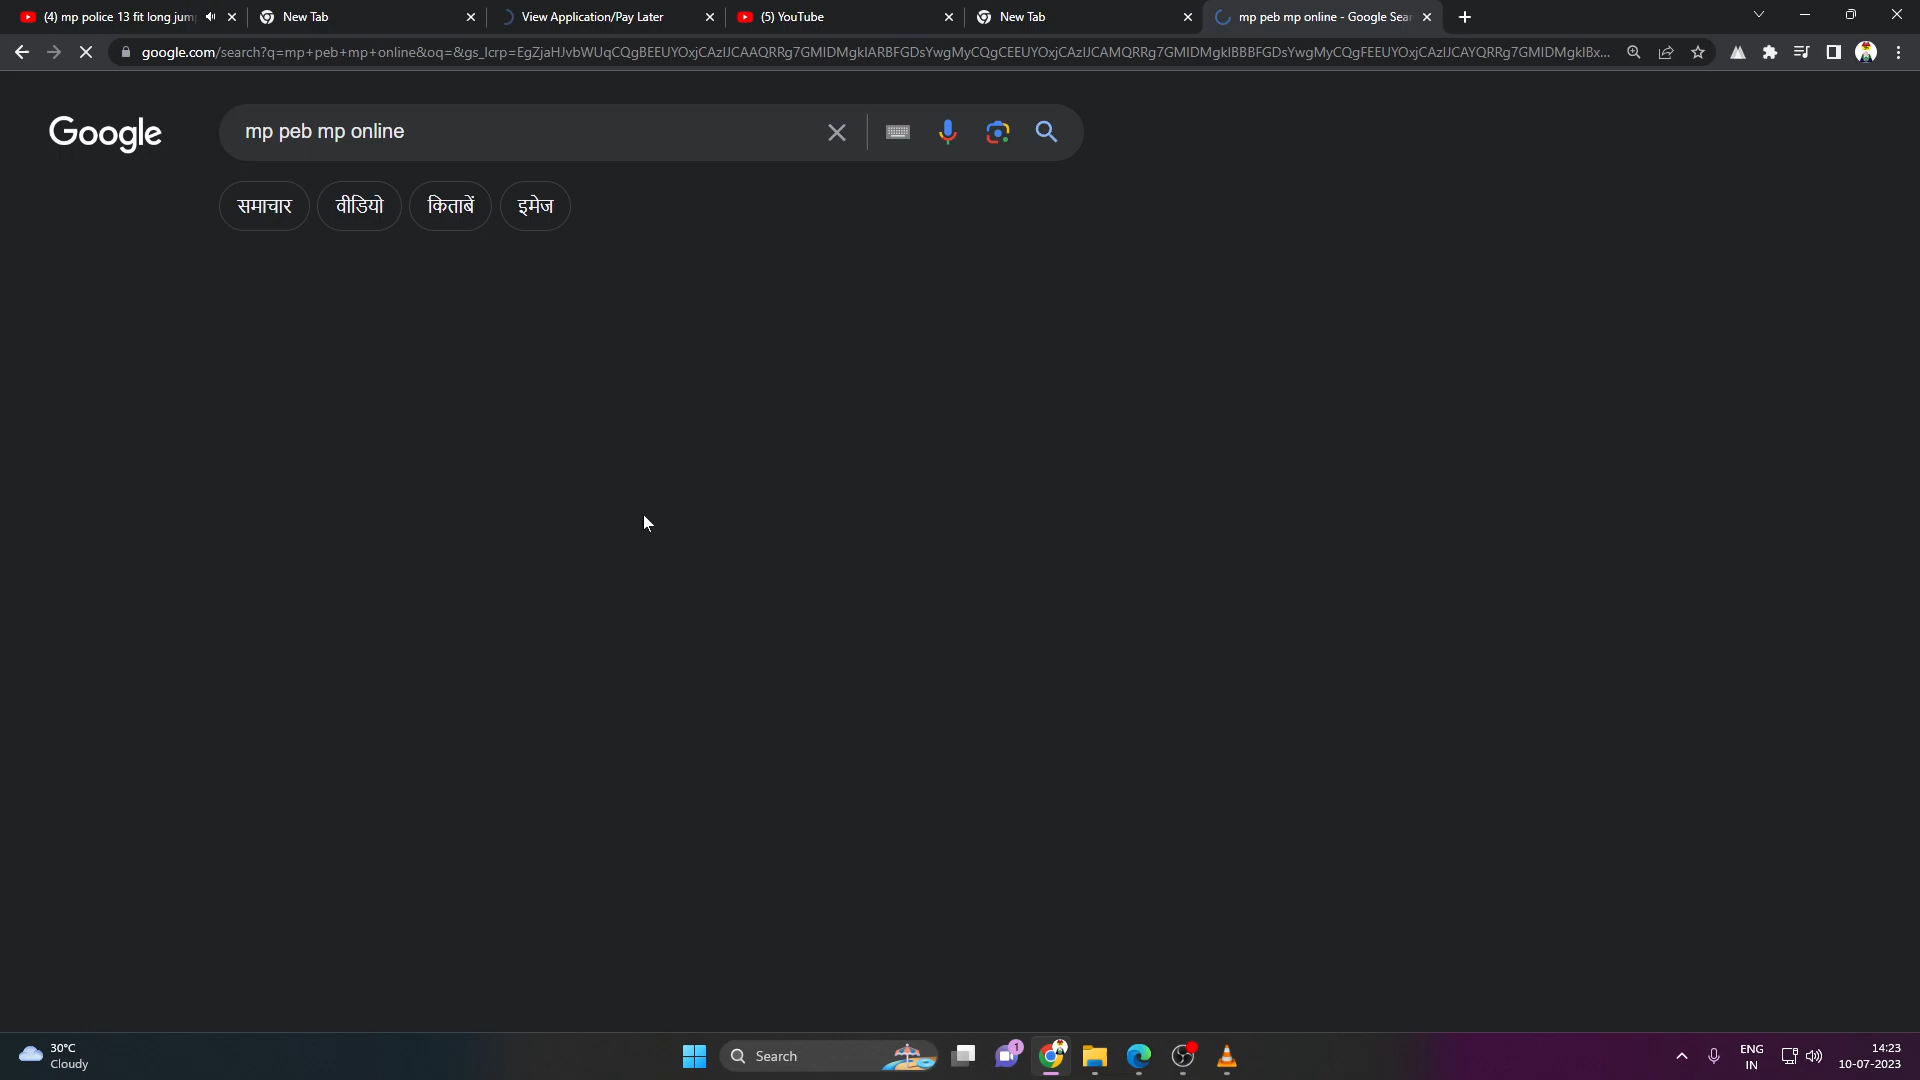 (4) mp police 13 fit long jum
New Tab
View Application/Pay Later
(5) YouTube
New Tab
mp peb mp online - Google Sear
google.com/search?q=mp+peb+mp+online&oq=&gs_lcrp=EgZjaHJvbWUqCQgBEEUYOxjCAzIJCAAQRRg7GMIDMgkIARBFGDsYwgMyCQgCEEUYOxjCAzIJCAMQRRg7GMIDMgkIBBBFGDsYwgMyCQgFEEUYOxjCAzIJCAYQRRg7GMIDMgkIBx...
Google
mp peb mp online
समाचार
वीडियो
किताबें
इमेज
30°C
Cloudy
Search
1
ENG
IN
14:23
10-07-2023